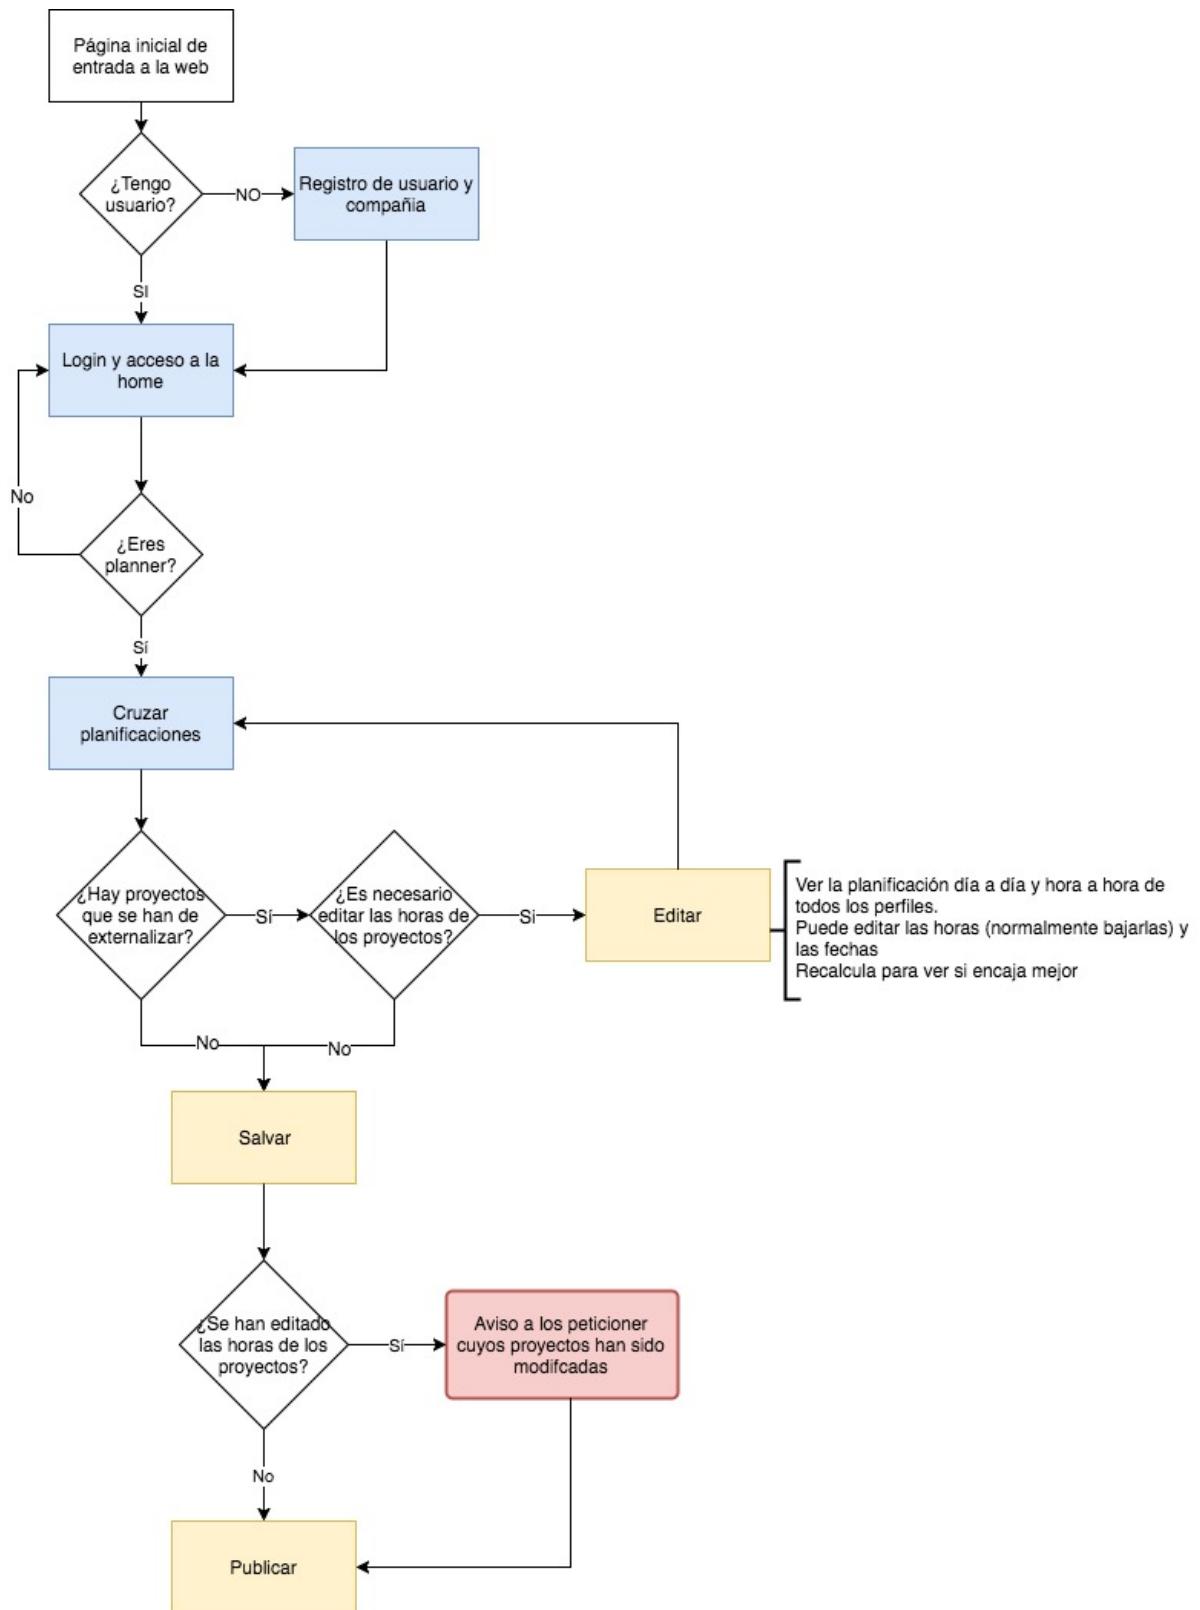 Página inicial de
entrada a la web
¿Tengo
usuario?
NO
Registro de usuario y
compañia
SI
Login y acceso a la
home
No
¿Eres
planner?
Sí
Cruzar
planificaciones
¿Hay proyectos
que se han de
externalizar?
Sí
¿Es necesario
editar las horas de
los proyectos?
Si
Editar
Ver la planificación día a día y hora a hora de
todos los perfiles.
Puede editar las horas (normalmente bajarlas) y
las fechas
Recalcula para ver si encaja mejor
No
No
Salvar
¿Se han editado
las horas de los
proyectos?
Sí
Aviso a los peticioner
cuyos proyectos han sido
modifcadas
No
Publicar